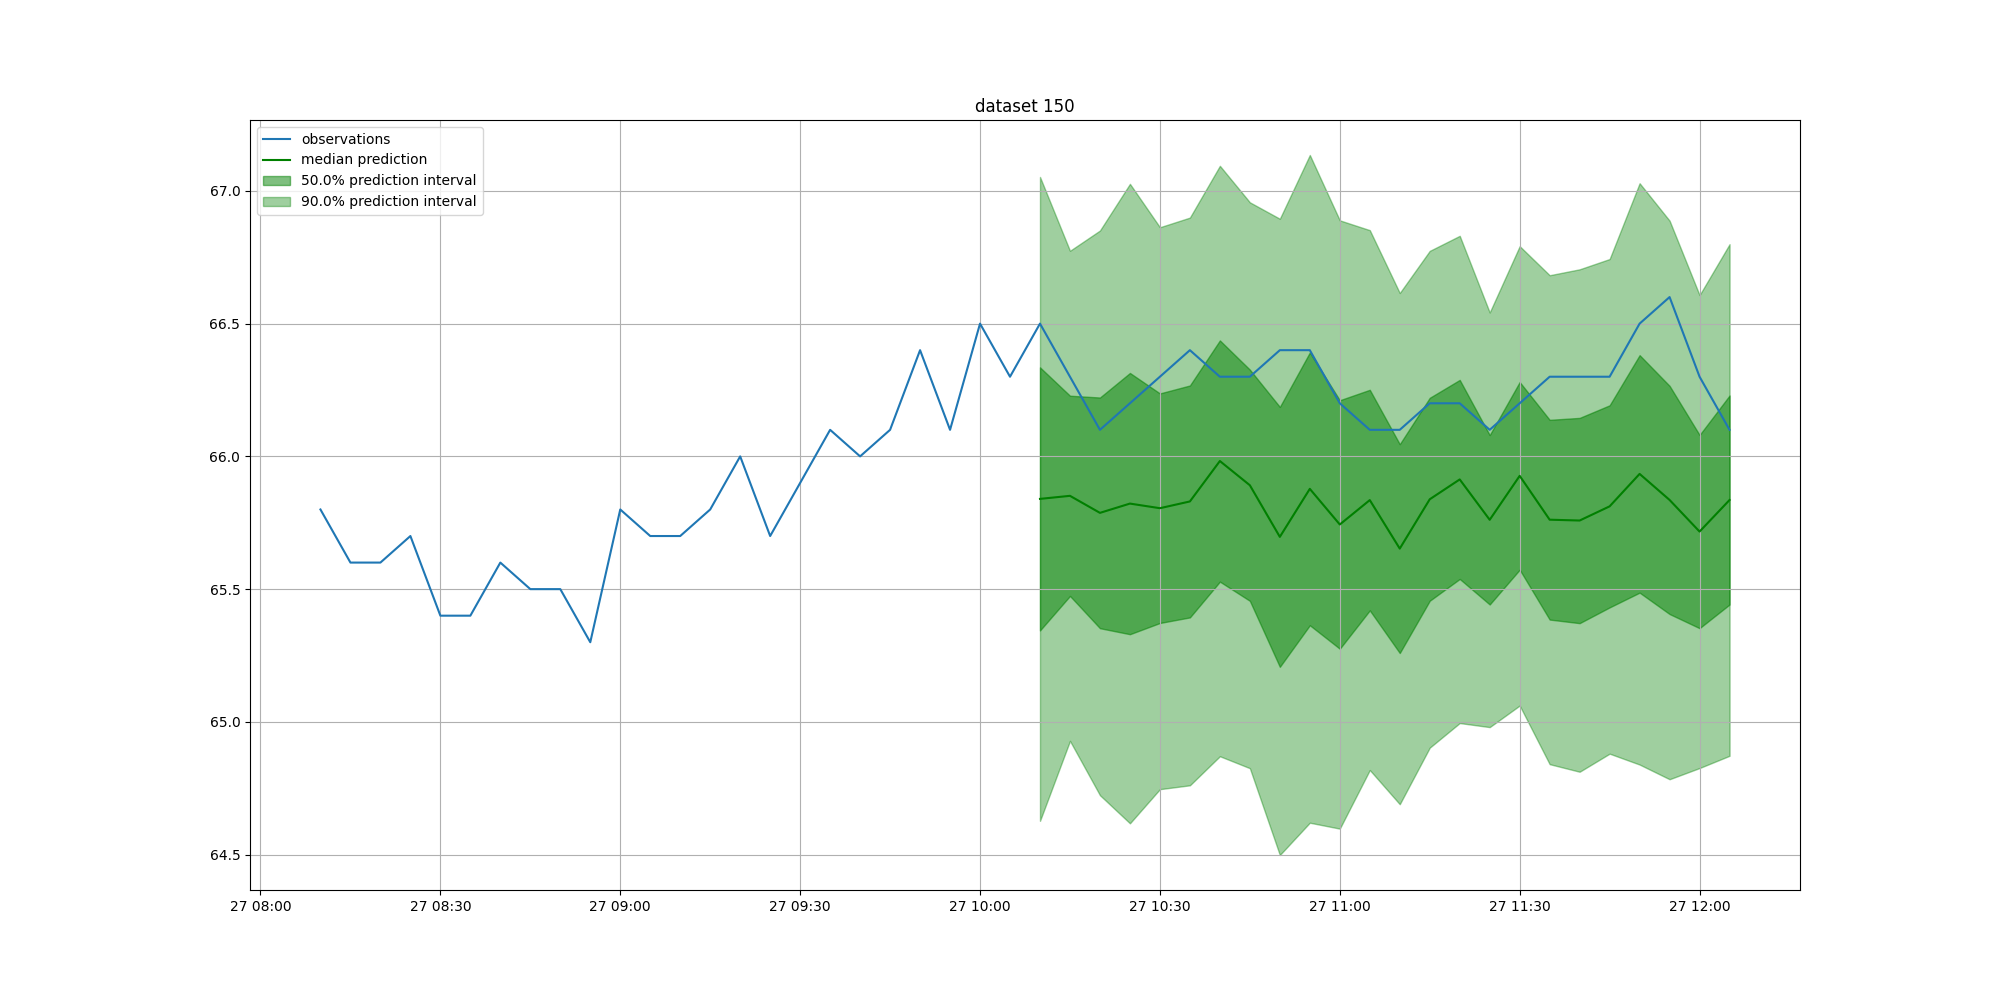 dataset 150
observations
median prediction
50.0% prediction interval
90.0% prediction interval
67.0
66.5
66.0
65.5
65.0
64.5
27 08:00 27 08:30 27 09:00 27 09:30 27 10:00 27 10:30 27 11:00 27 11:30 27 12:00